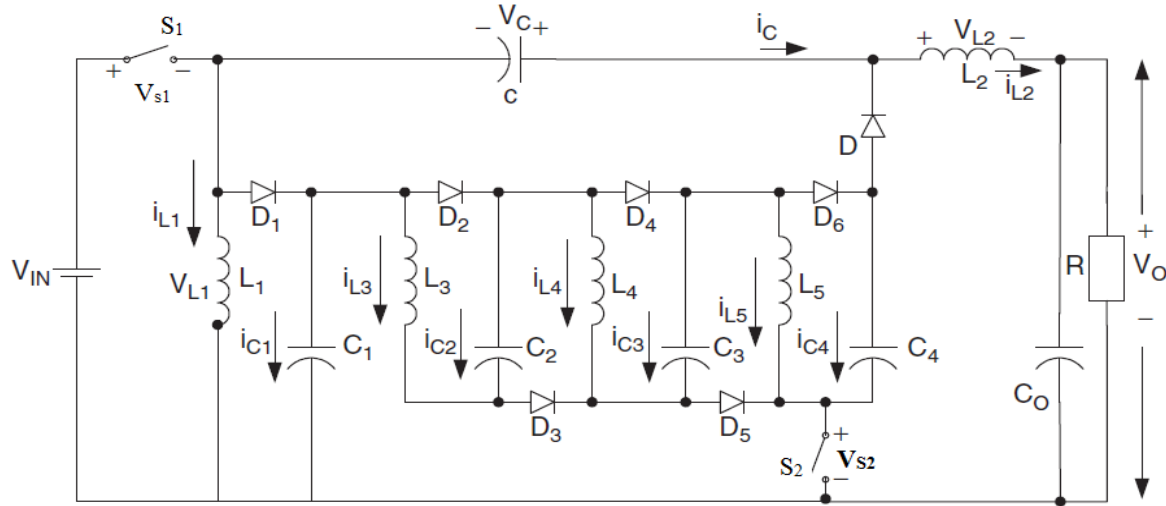 S1
+ Vs1 −
− VC +
c
iC
+ VL2 −
L2
iL2
D
D1
D2
D4
D6
iL1
VIN
VL1
L1
iC1
C1
iL3
L3
iC2
C2
iL4
L4
iC3
C3
iL5
L5
iC4
C4
D3
D5
S2
+
VS2
−
CO
R
+
VO
−